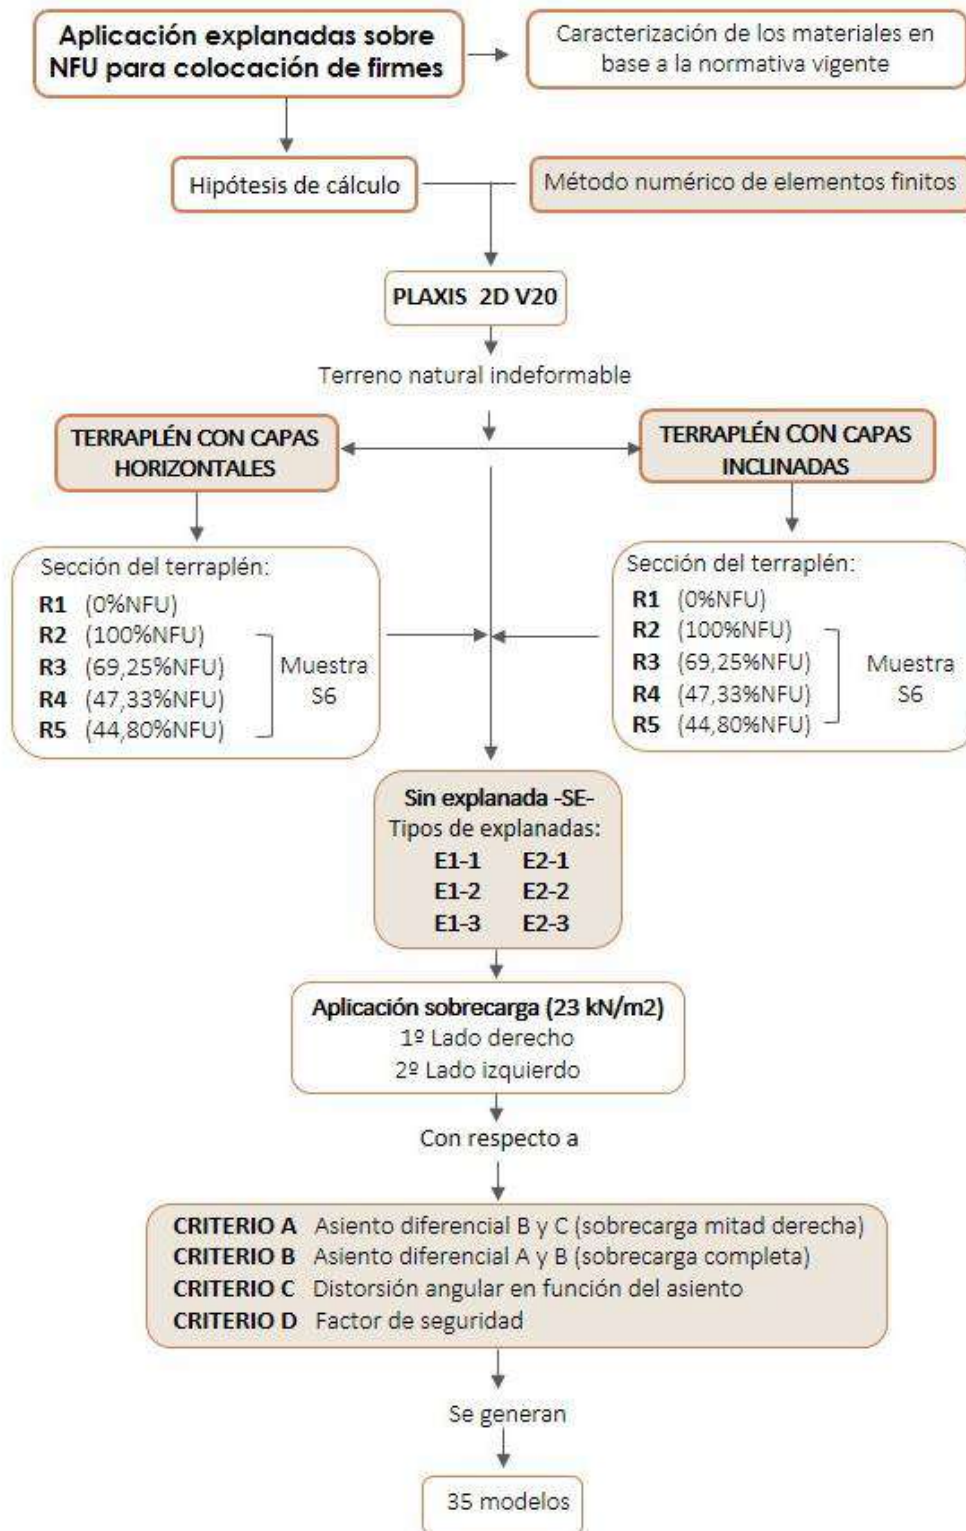 Aplicación explanadas sobre
NFU para colocación de firmes
Caracterización de los materiales en
base a la normativa vigente
Hipótesis de cálculo
Método numérico de elementos finitos
PLAXIS 2D V20
Terreno natural indeformable
TERRAPLÉN CON CAPAS
HORIZONTALES
TERRAPLÉN CON CAPAS
INCLINADAS
Sección del terraplén:
R1 (0%NFU)
R2 (100%NFU)
R3 (69,25%NFU)
R4 (47,33%NFU)
R5 (44,80%NFU)
Muestra
S6
Sección del terraplén:
R1 (0%NFU)
R2 (100%NFU)
R3 (69,25%NFU)
R4 (47,33%NFU)
R5 (44,80%NFU)
Muestra
S6
Sin explanada -SE-
Tipos de explanadas:
E1-1 E2-1
E1-2 E2-2
E1-3 E2-3
Aplicación sobrecarga (23 kN/m2)
1º Lado derecho
2º Lado izquierdo
Con respecto a
CRITERIO A Asiento diferencial B y C (sobrecarga mitad derecha)
CRITERIO B Asiento diferencial A y B (sobrecarga completa)
CRITERIO C Distorsión angular en función del asiento
CRITERIO D Factor de seguridad
Se generan
35 modelos